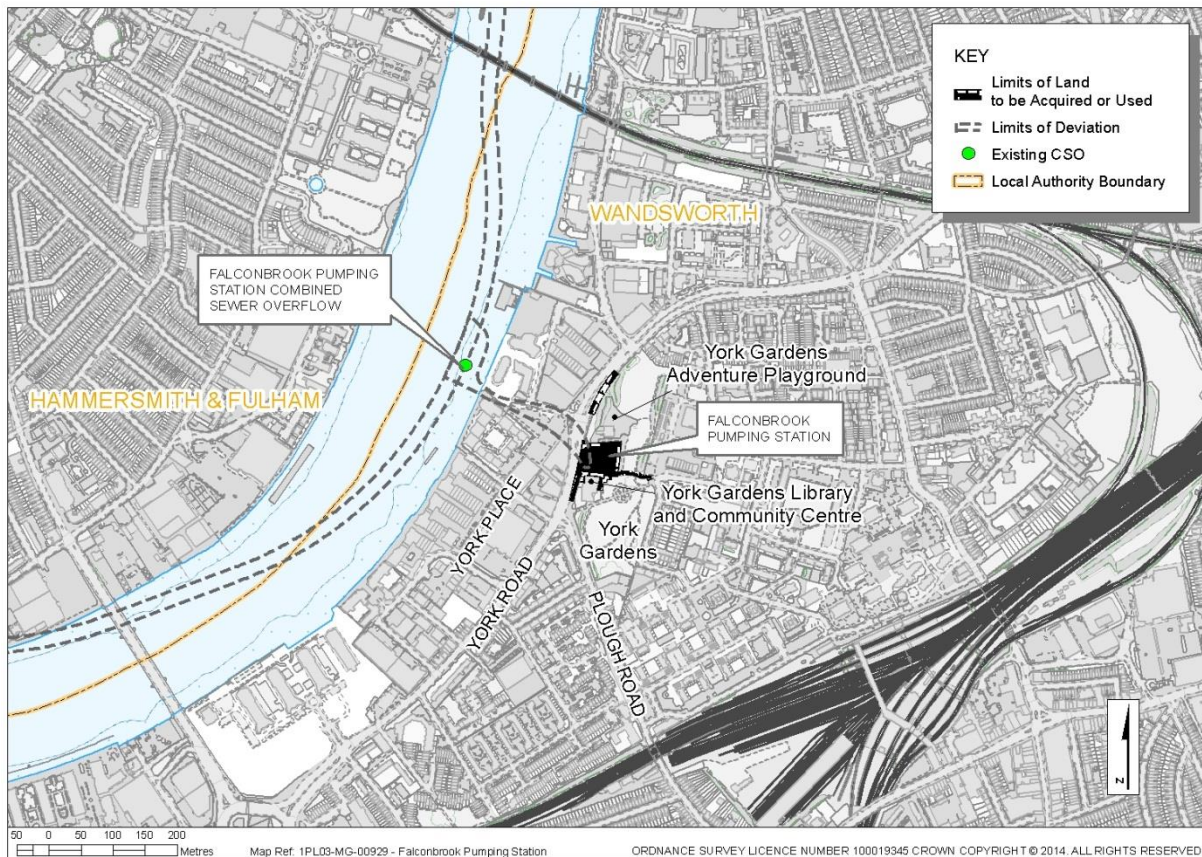 KEY
Limits of Land
to be Acquired or Used
Limits of Deviation
Existing CSO
Local Authority Boundary
WANDSWORTH
FALCONBROOK PUMPING
STATION COMBINED
SEWER OVERFLOW
York Gardens
Adventure Playground
HAMMERSMITH & FULHAM
FALCONBROOK
PUMPING STATION
York Gardens Library
and Community Centre
YORK PLACE
York
Gardens
YORK ROAD
PLOUGH ROAD
N
50 0 50 100 150 200
Metres
Map Ref. 1PL03-MG-00929 - Falconbrook Pumping Station
ORDNANCE SURVEY LICENCE NUMBER 100019345 CROWN COPYRIGHT © 2014. ALL RIGHTS RESERVED